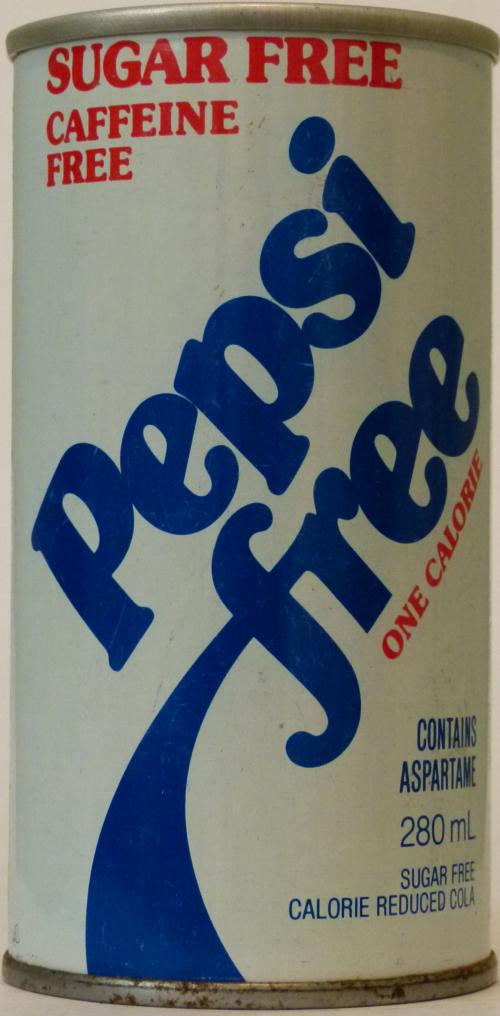 SUGAR FREE
CAFFEINE
FREE
Pepsi
free
ONE CALORIE
CONTAINS
ASPARTAME
280 mL
SUGAR FREE
CALORIE REDUCED COLA